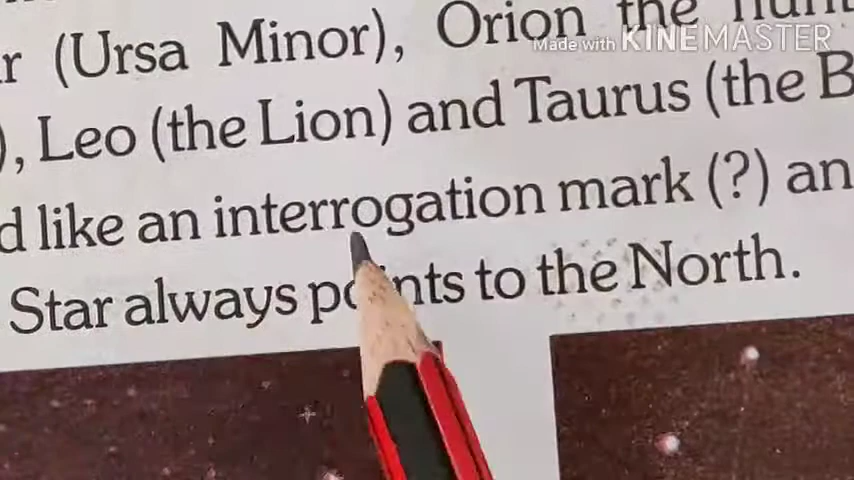 (Ursa Minor), Orion the
Made with KINEMASTER
), Leo (the Lion) and Taurus (the B
d like an interrogation mark (?) an
Star always points to the North.